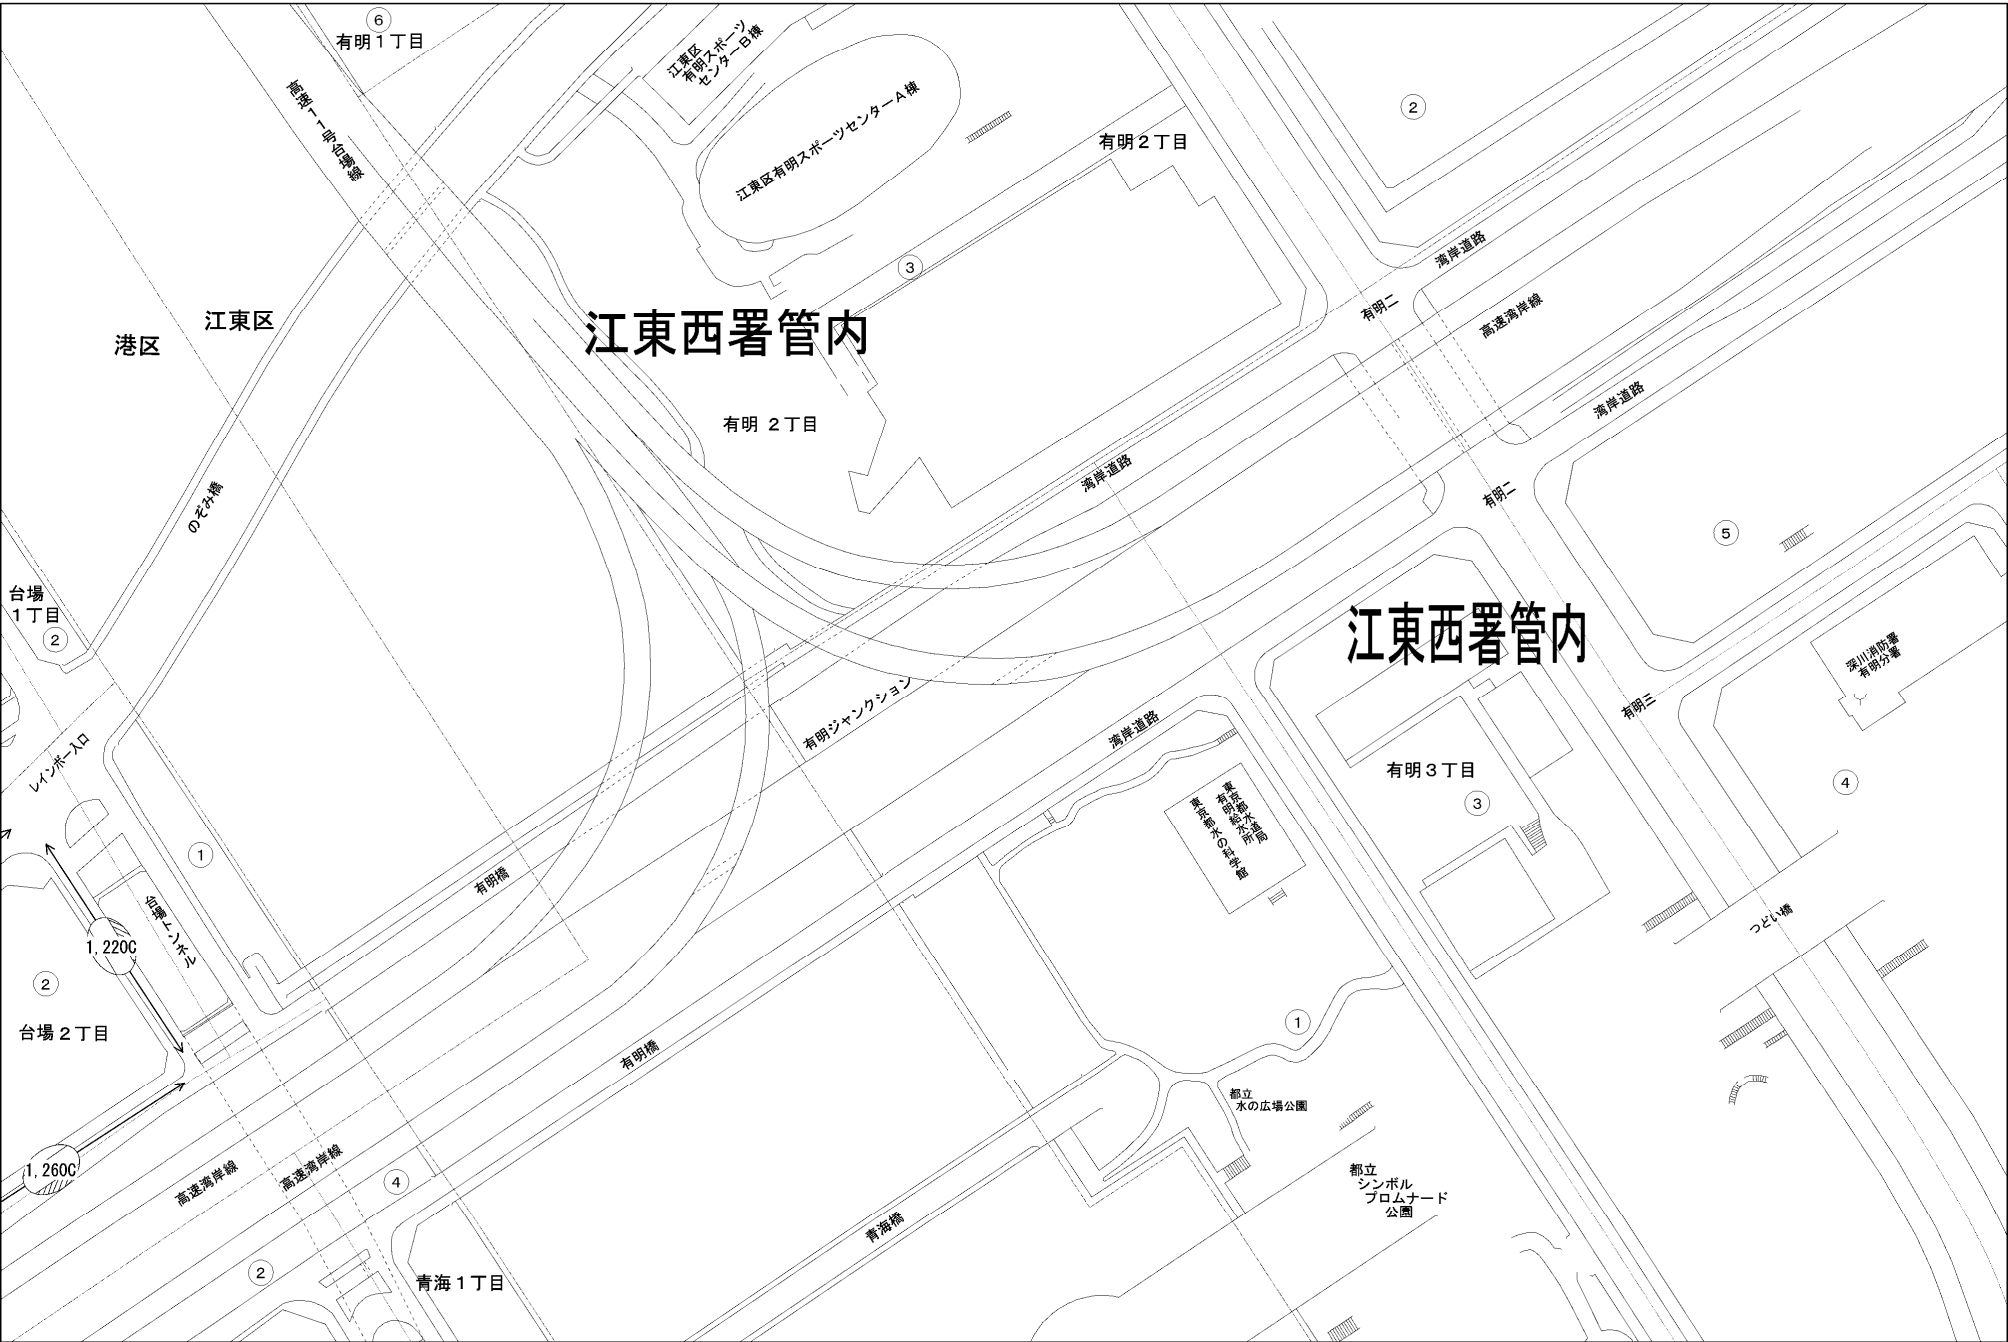 ⑥
有明１丁目
高速１１号台場線
江東区
有明スポーツ
センターＢ棟
江東区有明スポーツセンターＡ棟
有明２丁目
②
湾岸道路
③
有明二
高速湾岸線
港区
江東区
江東西署管内
有明 ２丁目
湾岸道路
湾岸道路
有明二
のぞみ橋
⑤
台場
１丁目
②
江東西署管内
深川消防署
有明分署
有明三
レインボー入口
有明ジャンクション
湾岸道路
有明３丁目
③
④
東京都水道局
有明給水所
東京都水の科学館
①
有明橋
台場トンネル
1,220C
つどい橋
②
台場２丁目
有明橋
①
都立
水の広場公園
1,260C
高速湾岸線
高速湾岸線
④
都立
シンボル
プロムナード
公園
青海橋
②
青海１丁目